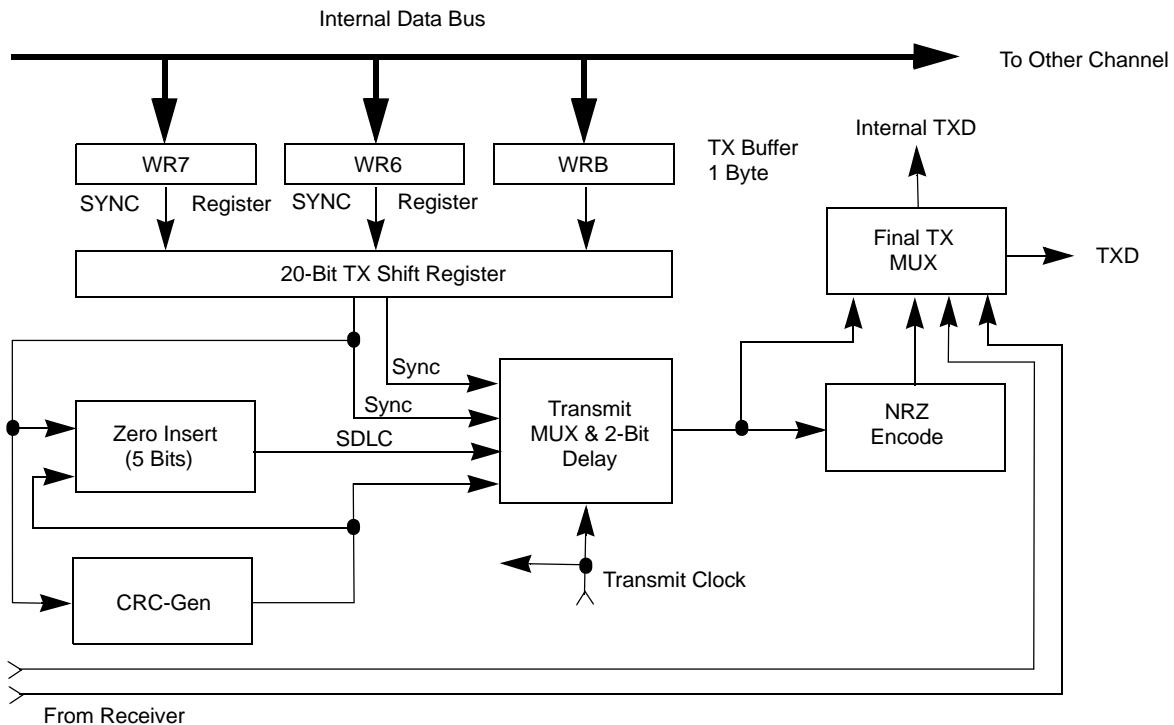 Internal Data Bus
To Other Channel
Internal TXD
WR7
WR6
WRB
TX Buffer
1 Byte
SYNC
Register
SYNC
Register
Final TX
MUX
TXD
20-Bit TX Shift Register
Sync
Sync
Zero Insert
(5 Bits)
SDLC
Transmit
MUX & 2-Bit
Delay
NRZ
Encode
Transmit Clock
CRC-Gen
From Receiver